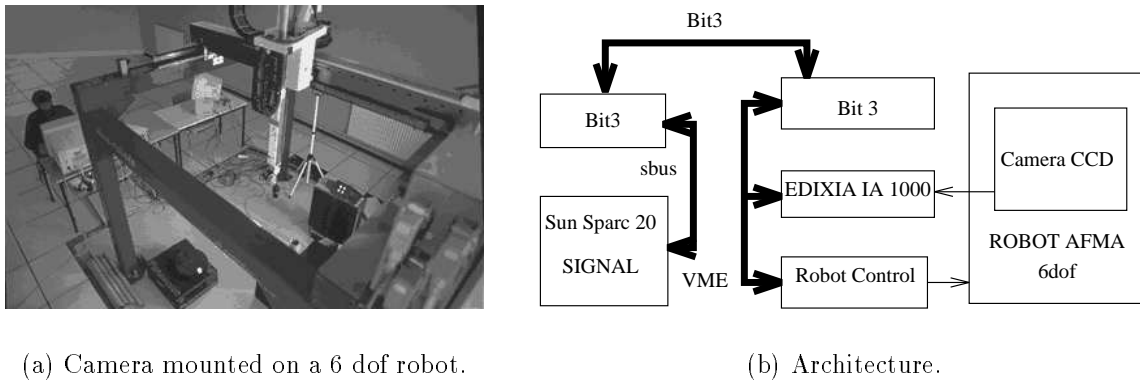 Bit3
Bit3
Bit 3
sbus
Camera CCD
EDIXIA IA 1000
Sun Sparc 20
SIGNAL
VME
Robot Control
ROBOT AFMA
6dof
(a) Camera mounted on a 6 dof robot.
(b) Architecture.